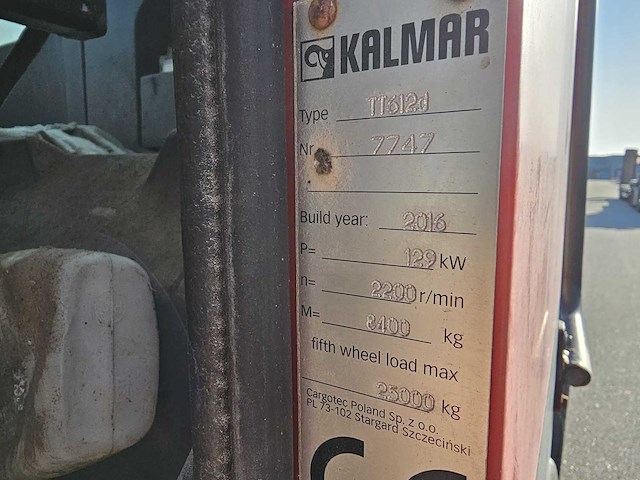 KALMAR
Type TT612d
Nr. 7747
Build year: 2016
P= 129 kW
n= 2200 r/min
M= 8400 kg
fifth wheel load max
25000 kg
Cargotec Poland Sp. z o.o.
PL 73-102 Stargard Szczeciński
CE